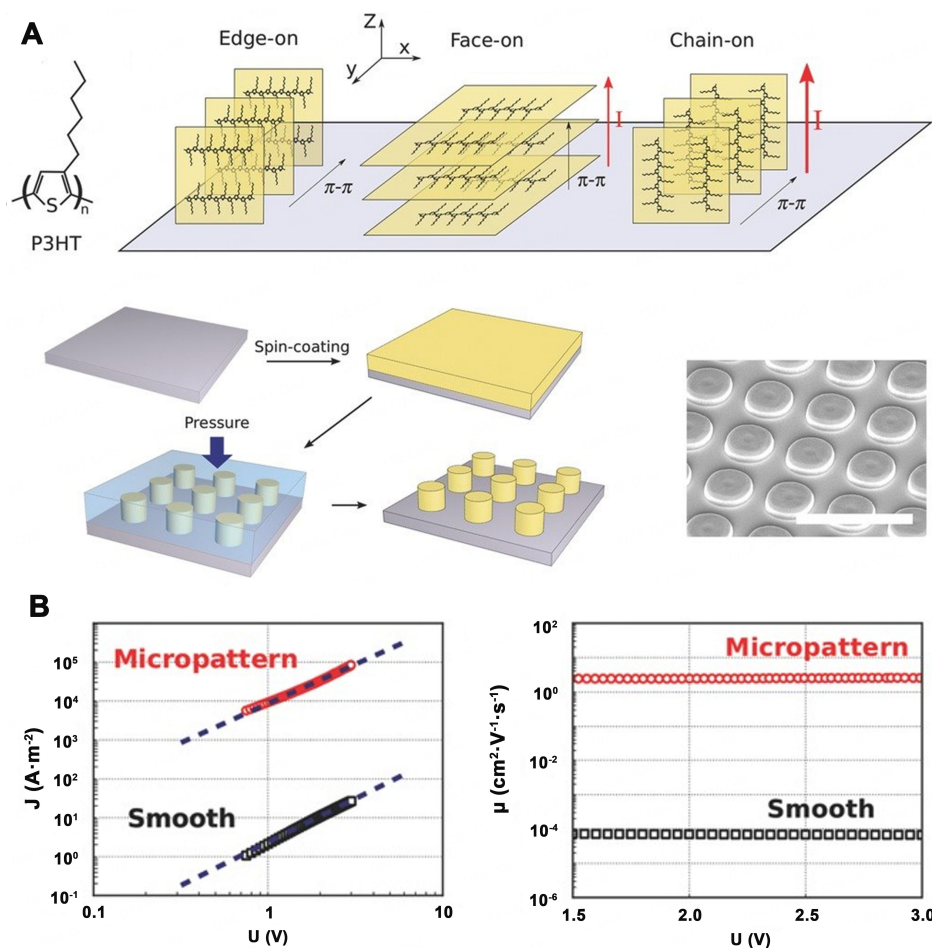 A
Edge-on
Z
x
y
Face-on
Chain-on
I
I
π-π
π-π
π-π
S
n
P3HT
Spin-coating
Pressure
B
Micropattern
Smooth
J (A·m⁻²)
10⁵
10⁴
10³
10²
10¹
10⁰
10⁻¹
0.1
1
10
U (V)
Micropattern
Smooth
μ (cm²·V⁻¹·s⁻¹)
10²
10⁰
10⁻²
10⁻⁴
10⁻⁶
1.5
2.0
2.5
3.0
U (V)